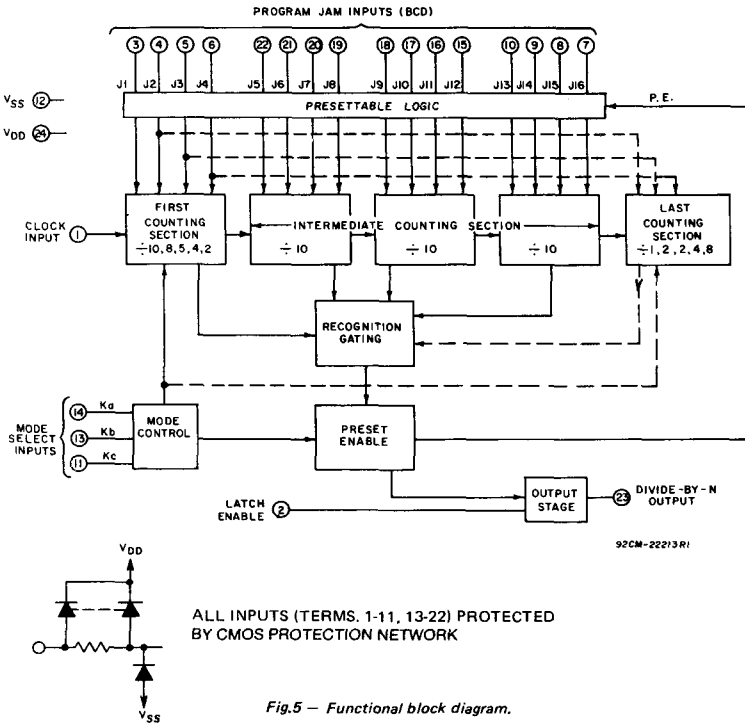 PROGRAM JAM INPUTS (BCD)
3 4 5 6 22 21 20 19 18 17 16 15 10 9 8 7
J1 J2 J3 J4 J5 J6 J7 J8 J9 J10 J11 J12 J13 J14 J15 J16
PRESETTABLE LOGIC
P.E.
VSS 12
VDD 24
CLOCK
INPUT 1
FIRST
COUNTING
SECTION
÷10,8,5,4,2
INTERMEDIATE COUNTING SECTION
÷10
÷10
÷10
LAST
COUNTING
SECTION
÷1,2,2,4,8
RECOGNITION
GATING
MODE
SELECT
INPUTS
14 Ka
13 Kb
11 Kc
MODE
CONTROL
PRESET
ENABLE
LATCH
ENABLE 2
OUTPUT
STAGE
23 DIVIDE-BY-N
OUTPUT
92CM-22213R1
VDD
VSS
ALL INPUTS (TERMS. 1-11, 13-22) PROTECTED
BY CMOS PROTECTION NETWORK
Fig.5 — Functional block diagram.